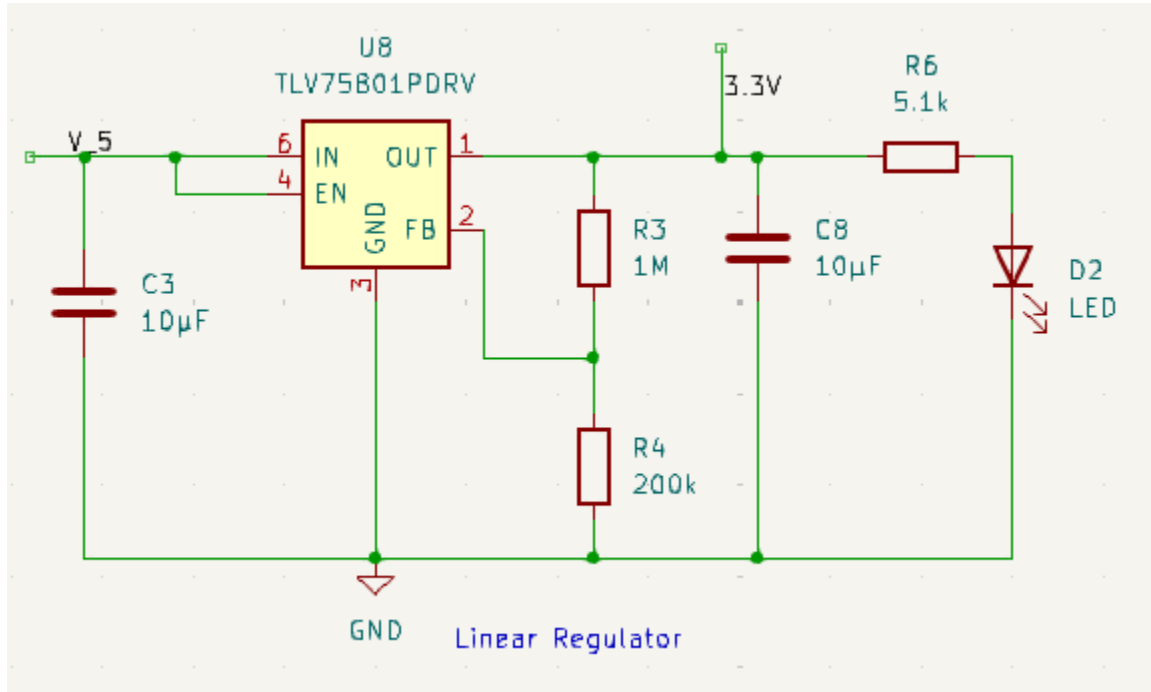 U8
TLV75801PDRV
3.3V
R6
5.1k
V_5
6
IN
OUT
1
4
EN
GND
FB
2
3
R3
1M
C8
10µF
D2
LED
C3
10µF
R4
200k
GND
Linear Regulator